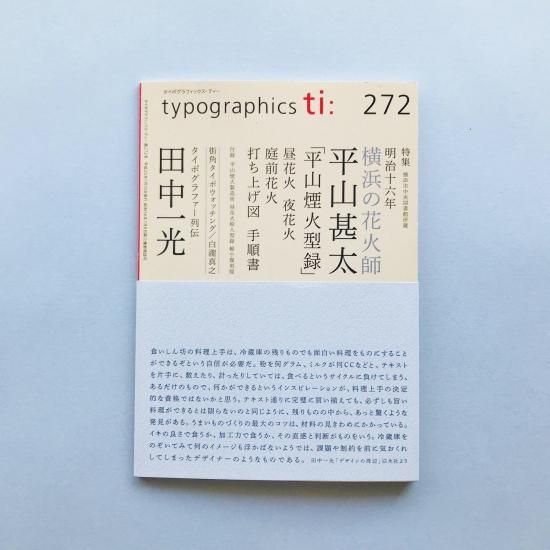 タイポグラフィックス・ティー
typographics ti: 272
特集 横浜市中央図書館所蔵
明治十六年
横浜の花火師
平山甚太
「平山煙火型録」
昼花火 夜花火
庭前花火
打ち上げ図 手順書
街角タイポウォッチング／白瀧真之
タイポグラファー列伝
田中一光
食いしん坊の料理上手は、冷蔵庫の残りものでも面白い料理をものにすること
ができるぞという自信が必要だ。粉を何グラム、ミルクが何CCなどと、テキスト
を片手に、数えたり、計ったりしていては、食べるというサイクルに負けてしまう。
あるだけのもので、何かができるというインスピレーションが、料理上手の決定
的な資格ではないかと思う。テキスト通りに完璧に買い揃えても、必ずしも旨い
料理ができるとは限らないのと同じように、残りものの中から、あっと驚くような
発見がある。うまいものづくりの最大のコツは、材料の見きわめにかかっている。
イキの良さで食うか、加工力で食うか、その直感と判断がものをいう。冷蔵庫を
のぞいてみて何のイメージも浮かばないようでは、課題や制約を前に気おくれ
してしまったデザイナーのようなものである。 田中一光「デザインの周辺」白水社より